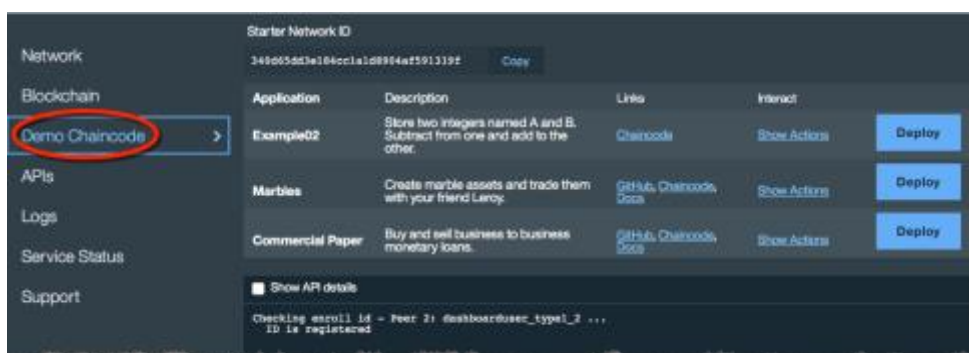 Starter Network ID
Network
Copy
Blockchain
Application Description Links Interact
Demo Chaincode >
Example02
Store two integers named A and B.
Subtract from one and add to the
other.
Chaincode
Show Actions
Deploy
APIs
Marbles
Create marble assets and trade them
with your friend Leroy.
GitHub, Chaincode,
Docs
Show Actions
Deploy
Logs
Commercial Paper
Buy and sell business to business
monetary loans.
GitHub, Chaincode,
Docs
Show Actions
Deploy
Service Status
Support
Show API details
Checking enroll id - Peer 2: dashboarduser_type1_2 ...
ID is registered